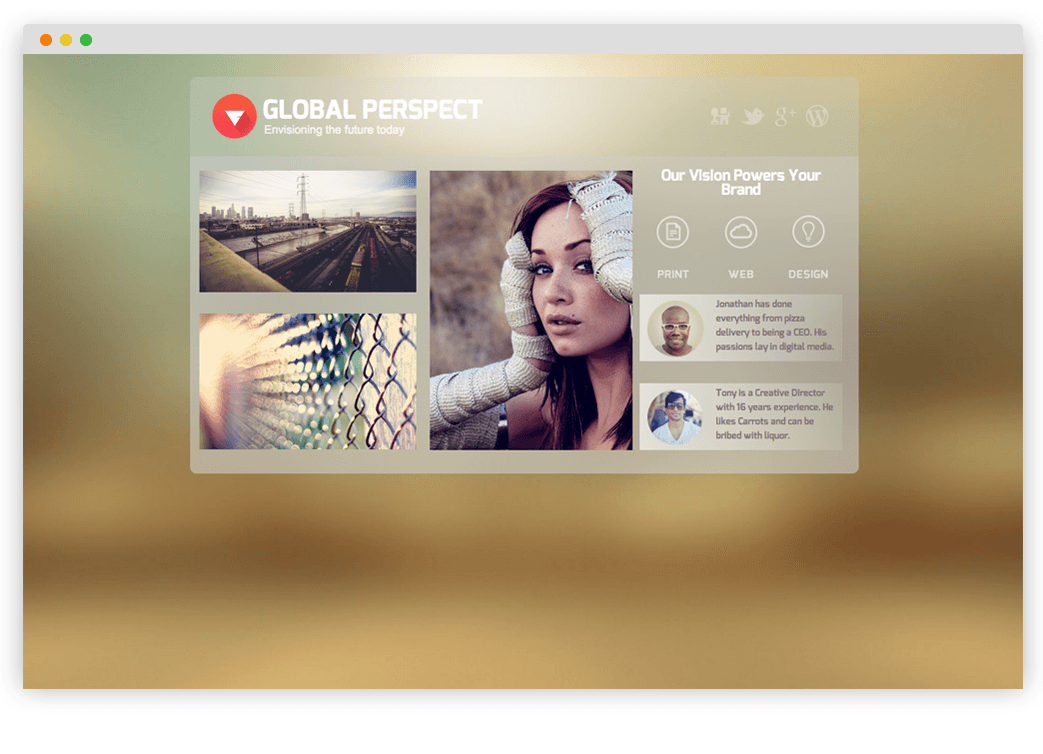 GLOBAL PERSPECT
Envisioning the future today
Our Vision Powers Your
Brand
PRINT
WEB
DESIGN
Jonathan has done
everything from pizza
delivery to being a CEO. His
passions lay in digital media.
Tony is a Creative Director
with 16 years experience. He
likes Carrots and can be
bribed with liquor.